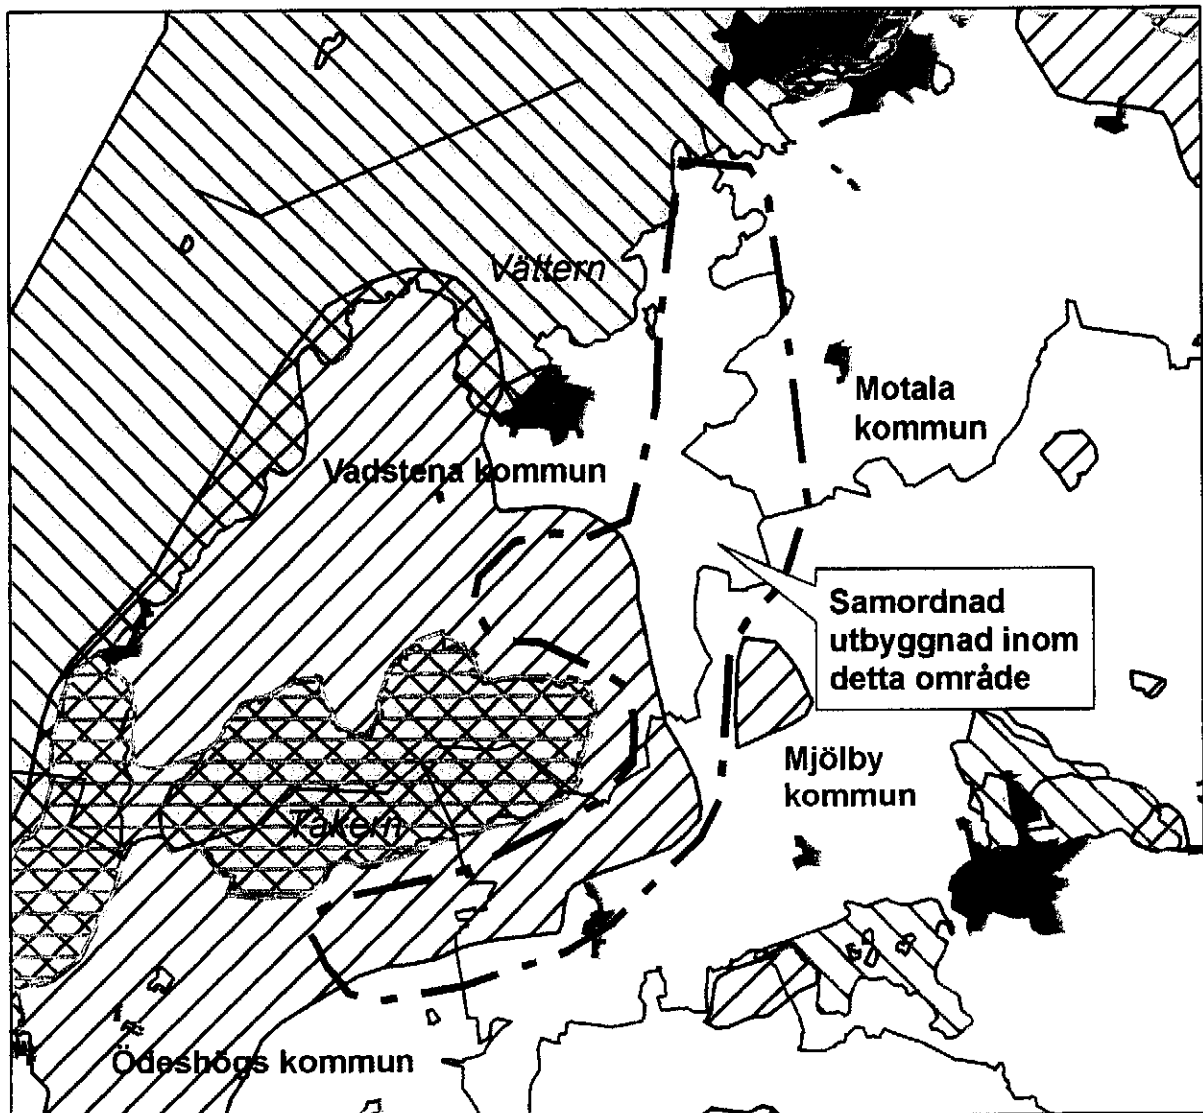 Vättern
Motala
kommun
Vadstena kommun
Samordnad
utbyggnad inom
detta område
Mjölby
kommun
Tåkern
Ödeshögs kommun